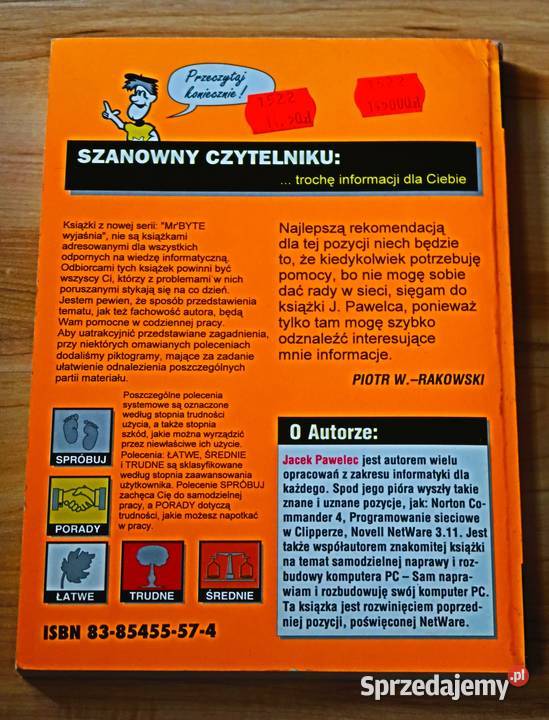 Przeczytaj
koniecznie!
1522
14,50zł
1522
SZANOWNY CZYTELNIKU:
... trochę informacji dla Ciebie
Książki z nowej serii: "Mr'BYTE
wyjaśnia", nie są książkami
adresowanymi dla wszystkich
odpornych na wiedzę informatyczną.
Odbiorcami tych książek powinni być
wszyscy Ci, którzy z problemami w nich
poruszanymi stykają się na co dzień.
Jestem pewien, że sposób przedstawienia
tematu, jak też fachowość autora, będą
Wam pomocne w codziennej pracy.
Aby uatrakcyjnić przedstawiane zagadnienia,
przy niektórych omawianych poleceniach
dodaliśmy piktogramy, mające za zadanie
ułatwienie odnalezienia poszczególnych
partii materiału.
Poszczególne polecenia
systemowe są oznaczone
według stopnia trudności
użycia, a także stopnia
szkód, jakie można wyrządzić
przez niewłaściwe ich użycie.
Polecenia: ŁATWE, ŚREDNIE
i TRUDNE są sklasyfikowane
według stopnia zaawansowania
użytkownika. Polecenie SPRÓBUJ
zachęca Cię do samodzielnej
pracy, a PORADY dotyczą
trudności, jakie możesz napotkać
w pracy.
SPRÓBUJ
PORADY
ŁATWE
TRUDNE
ŚREDNIE
ISBN 83-85455-57-4
Najlepszą rekomendacją
dla tej pozycji niech będzie
to, że kiedykolwiek potrzebuję
pomocy, bo nie mogę sobie
dać rady w sieci, sięgam do
książki J. Pawelca, ponieważ
tylko tam mogę szybko
odznaleźć interesujące
mnie informacje.
PIOTR W.–RAKOWSKI
O Autorze:
Jacek Pawelec jest autorem wielu
opracowań z zakresu informatyki dla
każdego. Spod jego pióra wyszły takie
znane i uznane pozycje, jak: Norton Co-
mmander 4, Programowanie sieciowe
w Clipperze, Novell NetWare 3.11. Jest
także współautorem znakomitej książki
na temat samodzielnej naprawy i roz-
budowy komputera PC – Sam napra-
wiam i rozbudowuję swój komputer PC.
Ta książka jest rozwinięciem poprzed-
niej pozycji, poświęconej NetWare.
Sprzedajemy.pl